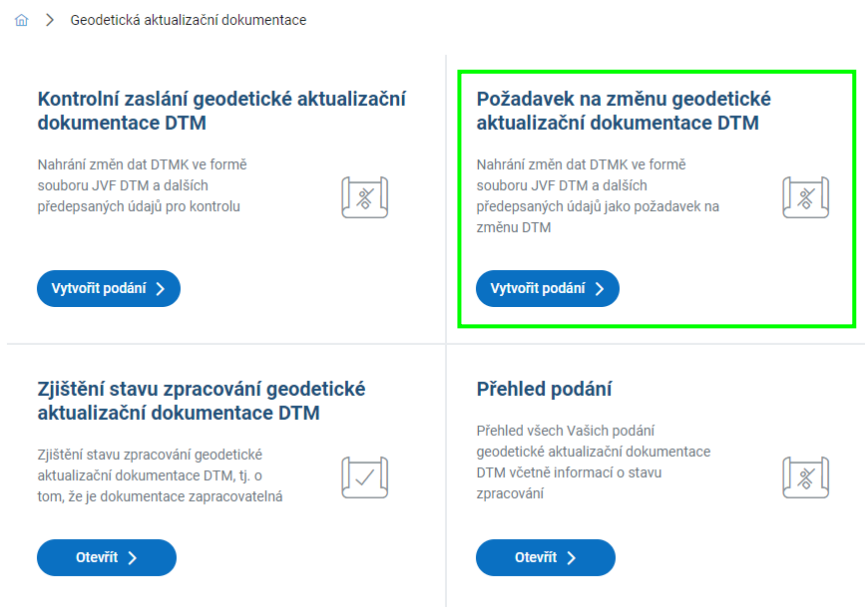 Geodetická aktualizační dokumentace
Kontrolní zaslání geodetické aktualizační
dokumentace DTM
Nahrání změn dat DTMK ve formě
souboru JVF DTM a dalších
předepsaných údajů pro kontrolu
Vytvořit podání
Požadavek na změnu geodetické
aktualizační dokumentace DTM
Nahrání změn dat DTMK ve formě
souboru JVF DTM a dalších
předepsaných údajů jako požadavek na
změnu DTM
Vytvořit podání
Zjištění stavu zpracování geodetické
aktualizační dokumentace DTM
Zjištění stavu zpracování geodetické
aktualizační dokumentace DTM, tj. o
tom, že je dokumentace zapracovatelná
Otevřít
Přehled podání
Přehled všech Vašich podání
geodetické aktualizační dokumentace
DTM včetně informací o stavu
zpracování
Otevřít